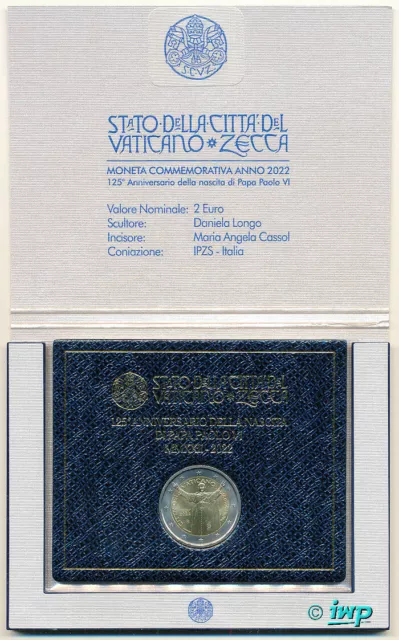 SCVZ
STATO·DELLA·CITTÀ·DEL
VATICANO * ZECCA
MONETA COMMEMORATIVA ANNO 2022
125° Anniversario della nascita di Papa Paolo VI
Valore Nominale: 2 Euro
Scultore: Daniela Longo
Incisore: Maria Angela Cassol
Coniazione: IPZS - Italia
STATO·DELLA·CITTÀ·DEL
VATICANO * ZECCA
125° ANNIVERSARIO DELLA NASCITA
DI PAPA PAOLO VI
MMXXII - 2022
© iwp